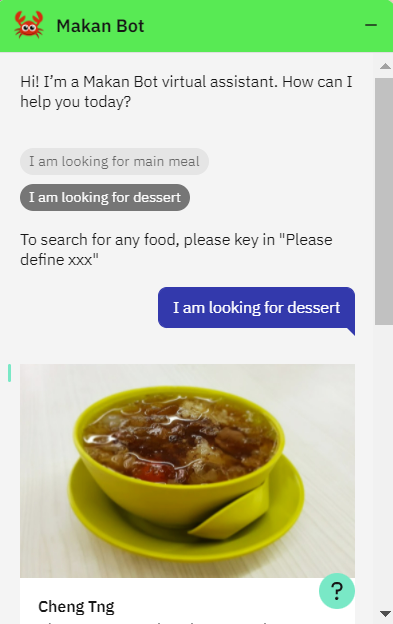 Makan Bot
Hi! I’m a Makan Bot virtual assistant. How can I
help you today?
I am looking for main meal
I am looking for dessert
To search for any food, please key in "Please
define xxx"
I am looking for dessert
?
Cheng Tng